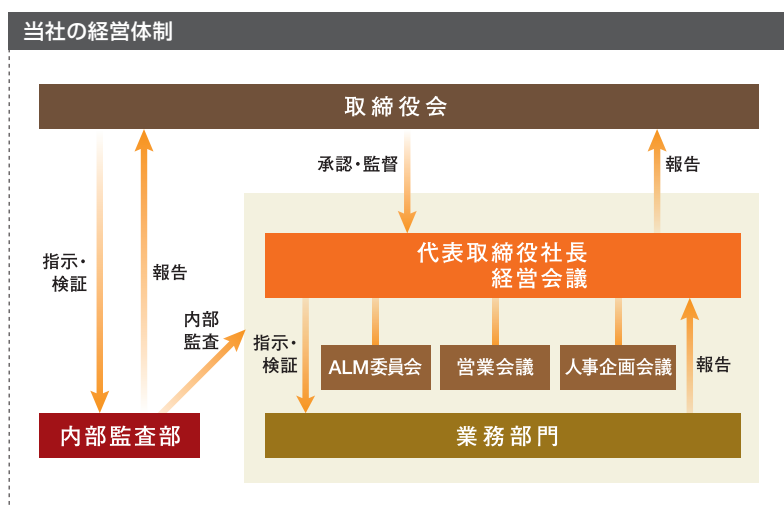 当社の経営体制
取締役会
承認・監督
報告
代表取締役社長
経営会議
指示・
検証
報告
内部
監査
指示・
検証
ALM委員会
営業会議
人事企画会議
報告
内部監査部
業務部門